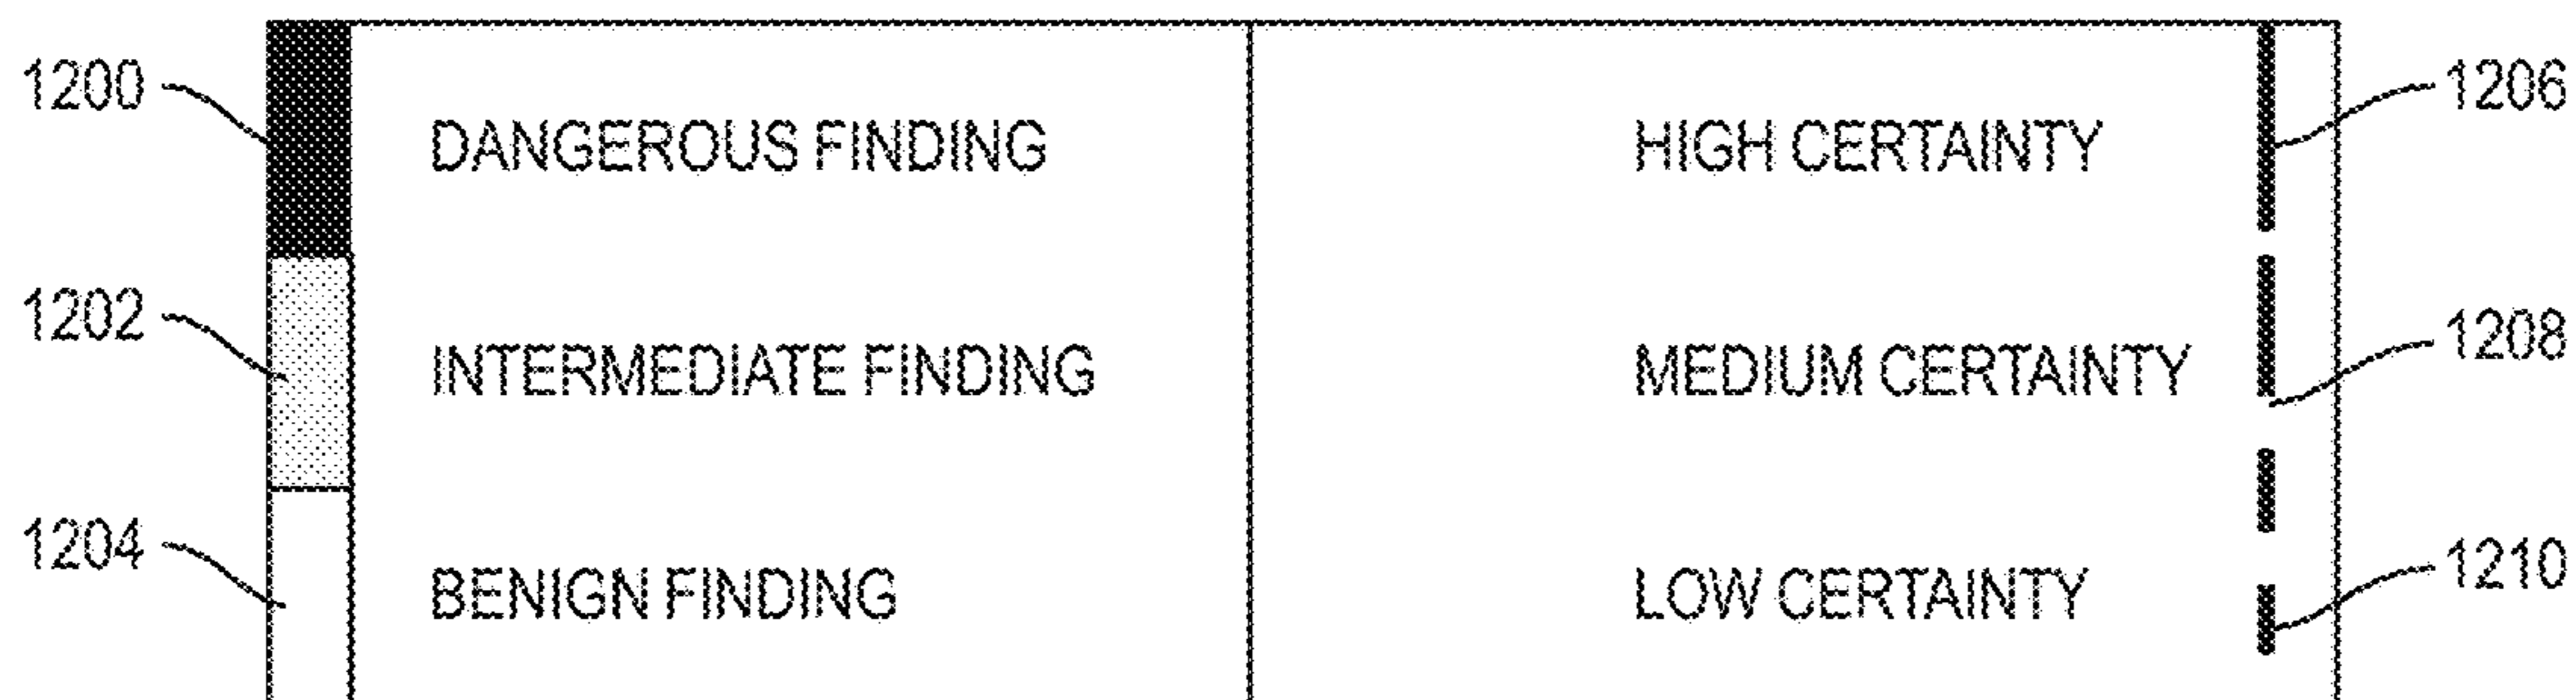 1200 DANGEROUS FINDING HIGH CERTAINTY 1206
1202 INTERMEDIATE FINDING MEDIUM CERTAINTY 1208
1204 BENIGN FINDING LOW CERTAINTY 1210